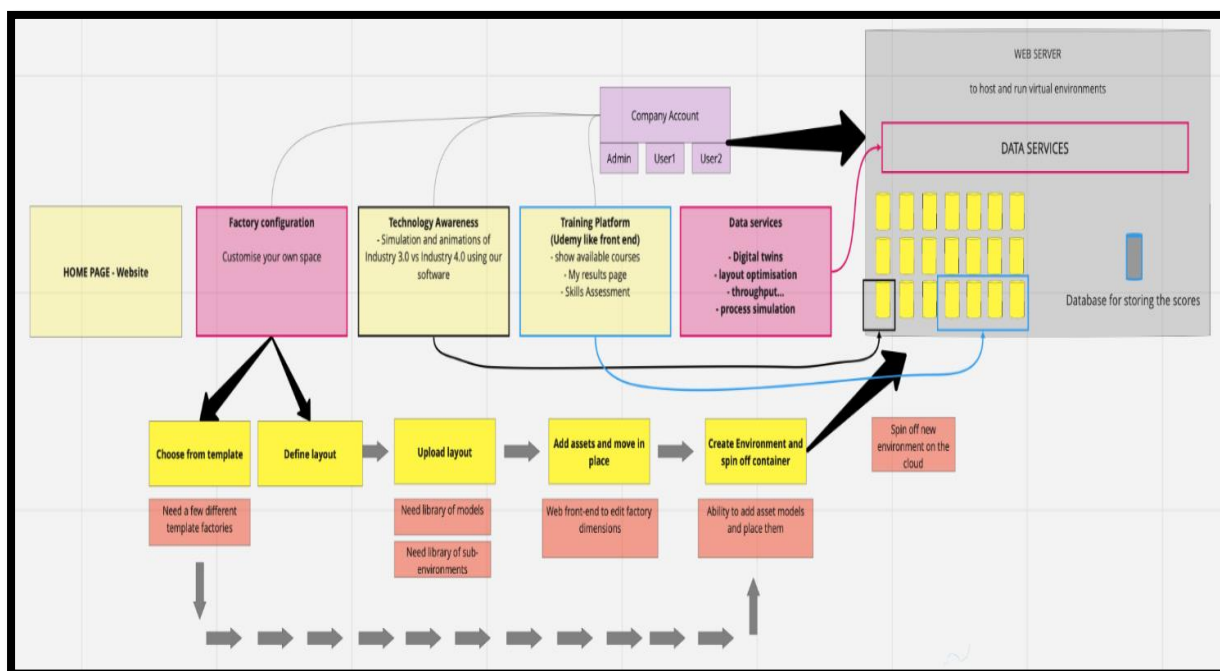 WEB SERVER
to host and run virtual environments
DATA SERVICES
Database for storing the scores
Company Account
Admin
User1
User2
HOME PAGE - Website
Factory configuration
Customise your own space
Technology Awareness
- Simulation and animations of
Industry 3.0 vs Industry 4.0 using our
software
Training Platform
(Udemy like front end)
- show available courses
- My results page
- Skills Assessment
Data services
- Digital twins
- layout optimisation
- throughput...
- process simulation
Choose from template
Define layout
Upload layout
Add assets and move in
place
Create Environment and
spin off container
Spin off new
environment on the
cloud
Need a few different
template factories
Need library of models
Need library of sub-
environments
Web front-end to edit factory
dimensions
Ability to add asset models
and place them